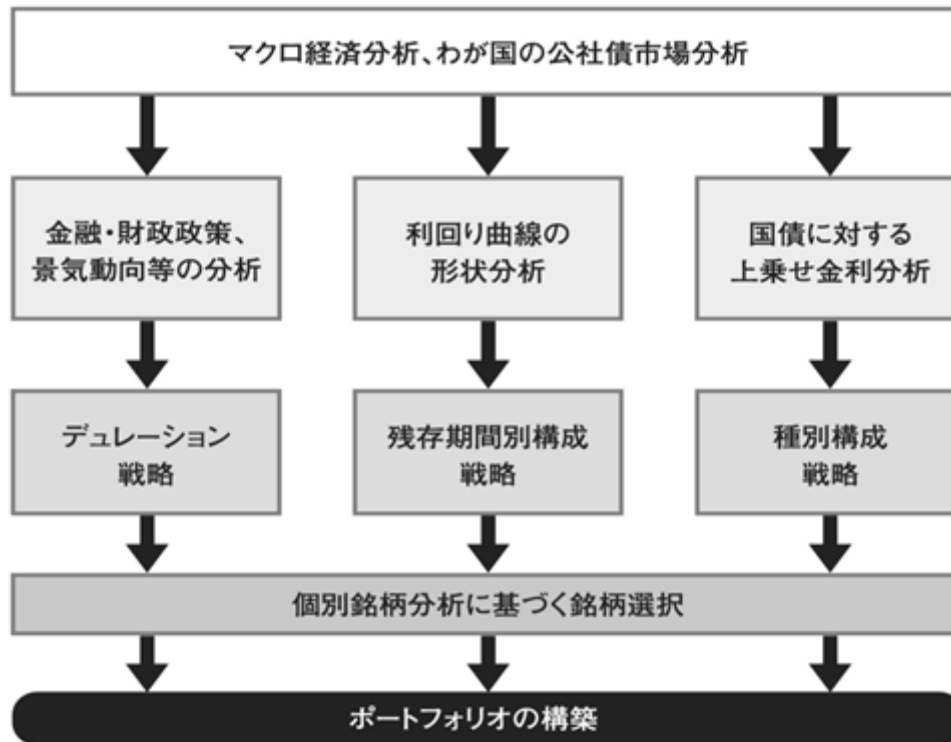 マクロ経済分析、わが国の公社債市場分析
金融・財政政策、
景気動向等の分析
利回り曲線の
形状分析
国債に対する
上乗せ金利分析
デュレーション
戦略
残存期間別構成
戦略
種別構成
戦略
個別銘柄分析に基づく銘柄選択
ポートフォリオの構築